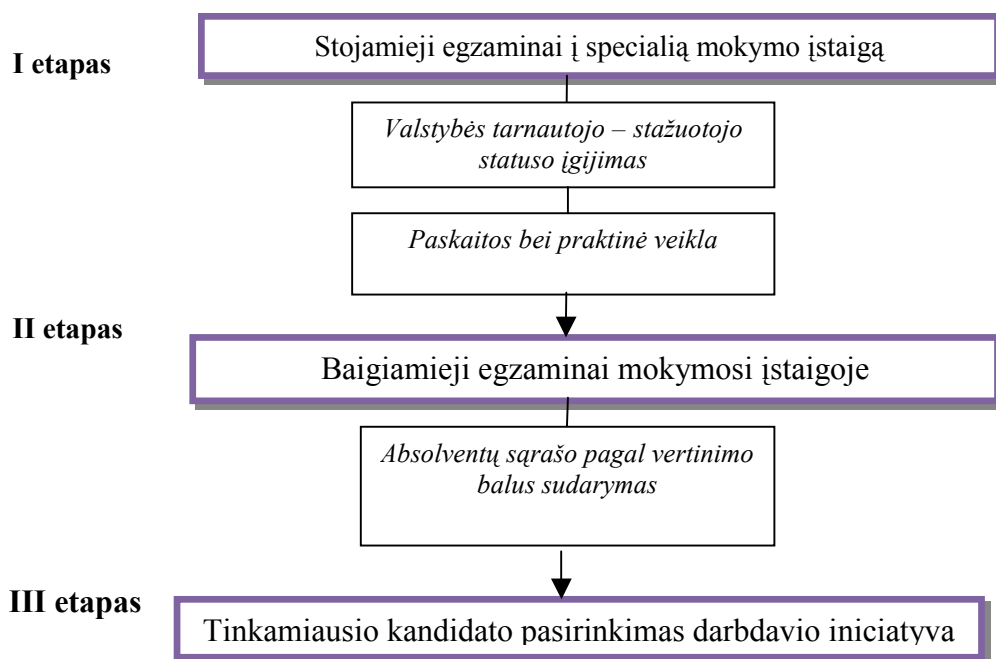 I etapas
Stojamieji egzaminai į specialią mokymo įstaigą
Valstybės tarnautojo – stažuotojo
statuso įgijimas
Paskaitos bei praktinė veikla
II etapas
Baigiamieji egzaminai mokymosi įstaigoje
Absolventų sąrašo pagal vertinimo
balus sudarymas
III etapas
Tinkamiausio kandidato pasirinkimas darbdavio iniciatyva